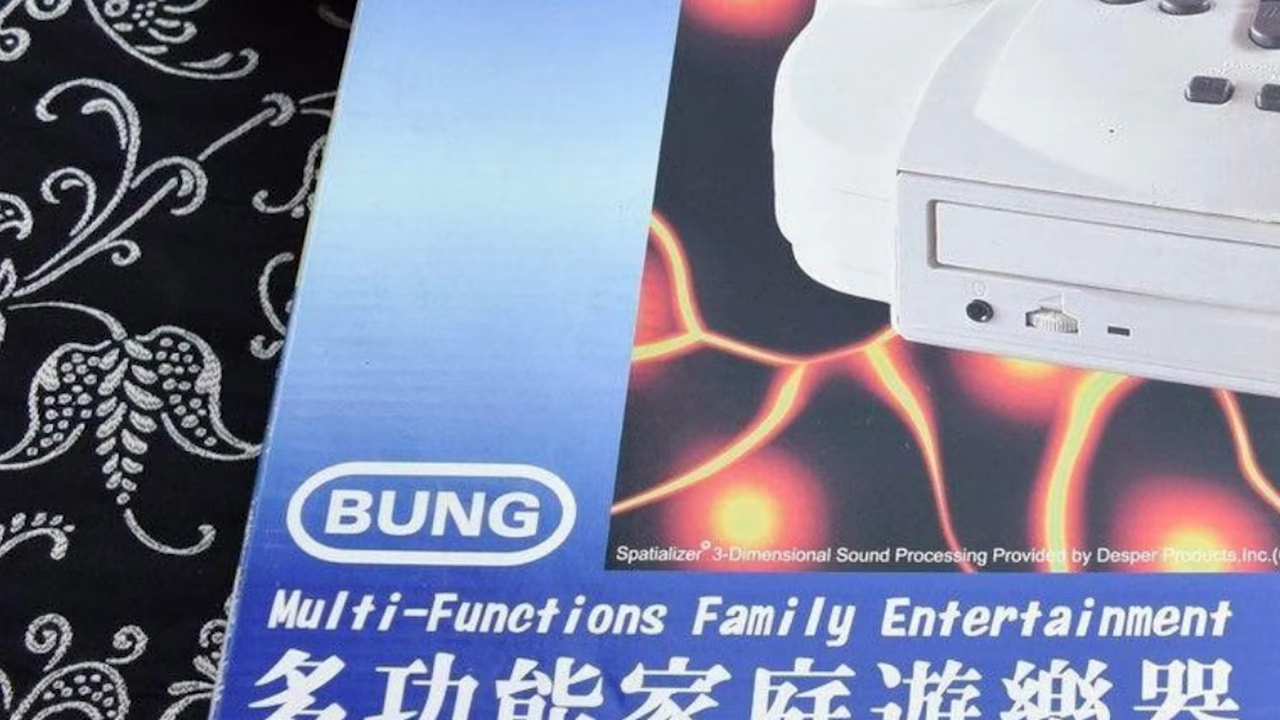 BUNG
Spatializer® 3-Dimensional Sound Processing Provided by Desper Products,Inc.
Multi-Functions Family Entertainment
多功能家庭遊樂器